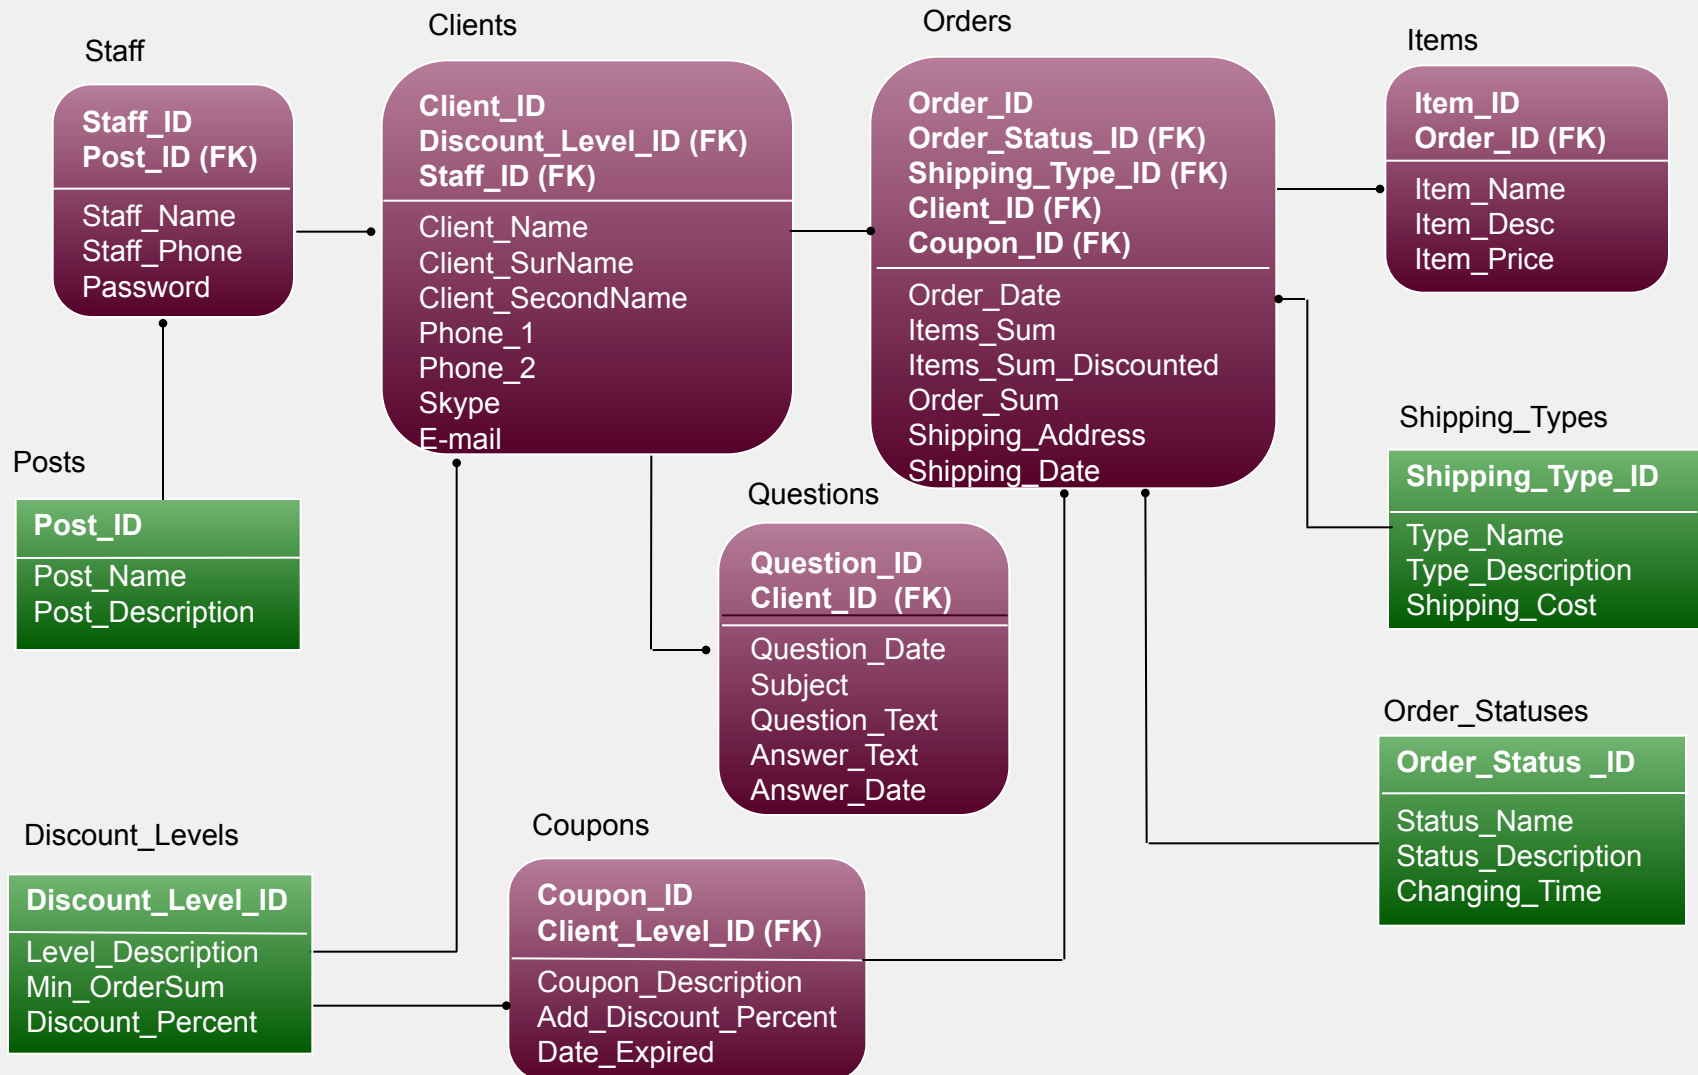 Staff
Staff_ID
Post_ID (FK)
Staff_Name
Staff_Phone
Password
Clients
Client_ID
Discount_Level_ID (FK)
Staff_ID (FK)
Client_Name
Client_SurName
Client_SecondName
Phone_1
Phone_2
Skype
E-mail
Orders
Order_ID
Order_Status_ID (FK)
Shipping_Type_ID (FK)
Client_ID (FK)
Coupon_ID (FK)
Order_Date
Items_Sum
Items_Sum_Discounted
Order_Sum
Shipping_Address
Shipping_Date
Items
Item_ID
Order_ID (FK)
Item_Name
Item_Desc
Item_Price
Posts
Post_ID
Post_Name
Post_Description
Questions
Question_ID
Client_ID (FK)
Question_Date
Subject
Question_Text
Answer_Text
Answer_Date
Shipping_Types
Shipping_Type_ID
Type_Name
Type_Description
Shipping_Cost
Order_Statuses
Order_Status _ID
Status_Name
Status_Description
Changing_Time
Discount_Levels
Discount_Level_ID
Level_Description
Min_OrderSum
Discount_Percent
Coupons
Coupon_ID
Client_Level_ID (FK)
Coupon_Description
Add_Discount_Percent
Date_Expired